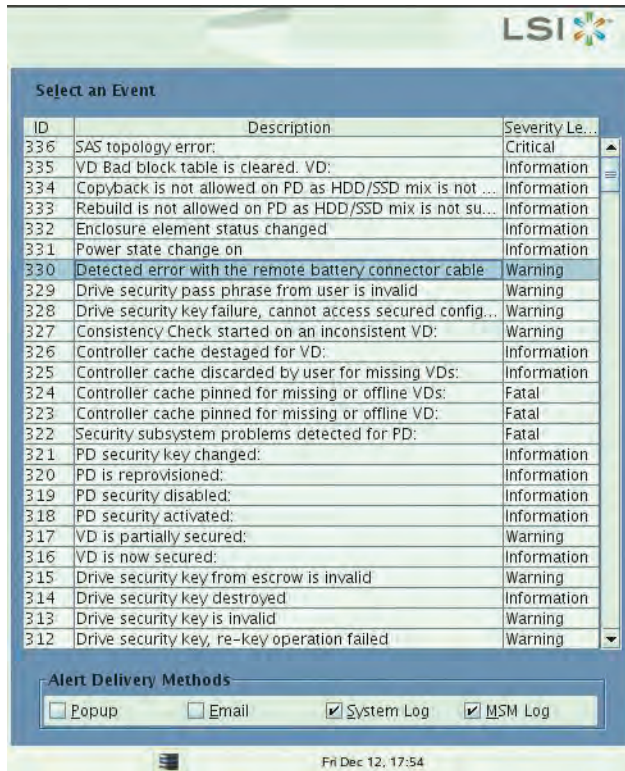 LSI
Select an Event
ID Description Severity Le...
336 SAS topology error: Critical
335 VD Bad block table is cleared. VD: Information
334 Copyback is not allowed on PD as HDD/SSD mix is not ... Information
333 Rebuild is not allowed on PD as HDD/SSD mix is not su... Information
332 Enclosure element status changed Information
331 Power state change on Information
330 Detected error with the remote battery connector cable Warning
329 Drive security pass phrase from user is invalid Warning
328 Drive security key failure, cannot access secured config... Warning
327 Consistency Check started on an inconsistent VD: Warning
326 Controller cache destaged for VD: Information
325 Controller cache discarded by user for missing VDs: Information
324 Controller cache pinned for missing or offline VDs: Fatal
323 Controller cache pinned for missing or offline VD: Fatal
322 Security subsystem problems detected for PD: Fatal
321 PD security key changed: Information
320 PD is reprovisioned: Information
319 PD security disabled: Information
318 PD security activated: Information
317 VD is partially secured: Warning
316 VD is now secured: Information
315 Drive security key from escrow is invalid Warning
314 Drive security key destroyed Information
313 Drive security key is invalid Warning
312 Drive security key, re-key operation failed Warning
Alert Delivery Methods
Popup Email System Log MSM Log
Fri Dec 12, 17:54